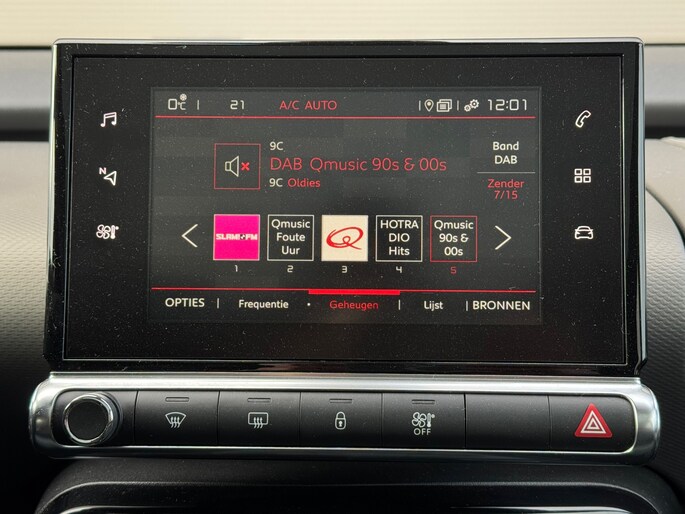 0°C | 21 A/C AUTO | | 12:01
9C
DAB Qmusic 90s & 00s
9C Oldies
Band
DAB
Zender
7/15
N
SLAM!FM
1
Qmusic
Foute
Uur
2
Q
3
HOTRA
DIO
Hits
4
Qmusic
90s &
00s
5
OPTIES | Frequentie • Geheugen | Lijst | BRONNEN
OFF